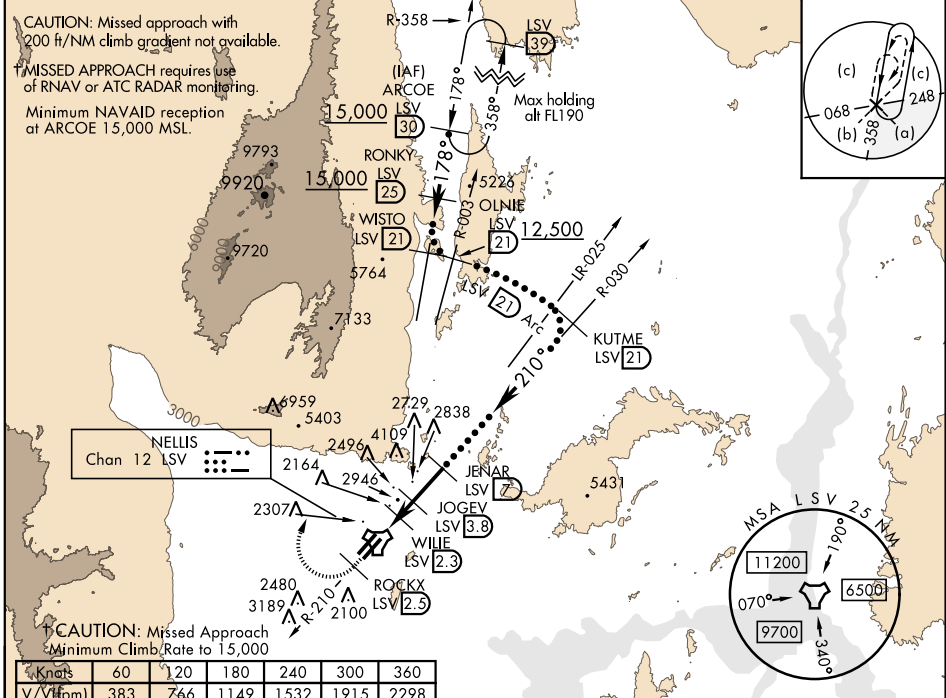 CAUTION: Missed approach with
200 ft/NM climb gradient not available.
† MISSED APPROACH requires use
of RNAV or ATC RADAR monitoring.
Minimum NAVAID reception
at ARCOE 15,000 MSL.
R-358
LSV
39
(IAF)
ARCOE
LSV
30
15,000
178°
358°
Max holding
alt FL190
178°
RONKY
LSV
25
15,000
9793
9920
9000
9000
9720
5226
R-003
OLNIE
LSV
21
12,500
WISTO
LSV 21
5764
7133
LSV 21 Arc
LR-025
R-030
KUTME
LSV 21
210°
(c)
(c)
068
248
(b)
358
(a)
3000
6959
5403
2729
2838
2496
4109
NELLIS
Chan 12 LSV
2164
2946
2307
JENAR
LSV 7
JOGEV
LSV 3.8
WILIE
LSV 2.3
ROCKX
LSV 2.5
5431
2480
3189
2100
R-210
MSA LSV 25 NM
190°
11200
6500
070°
9700
340°
† CAUTION: Missed Approach
Minimum Climb Rate to 15,000
Knots 60 120 180 240 300 360
V/V(fpm) 383 766 1149 1532 1915 2298